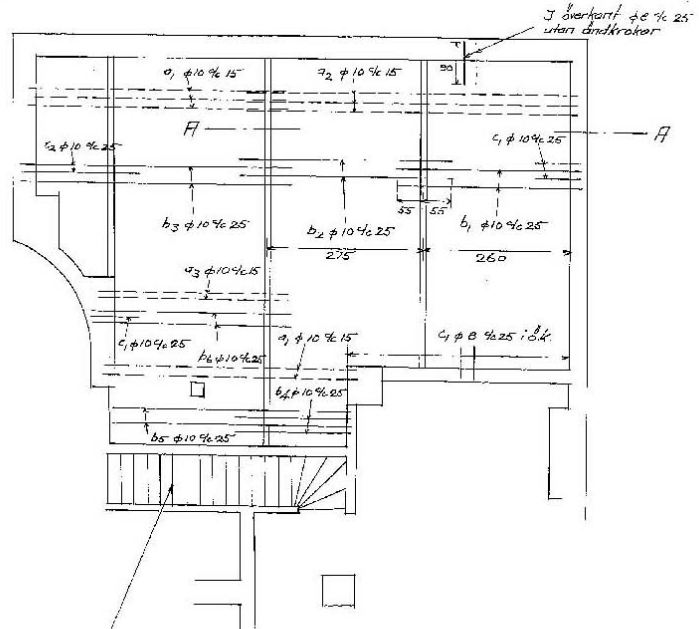 I överkant φ8 c/c 25
utan ändkrokar
90
a1 φ10 c/c 15
a2 φ10 c/c 15
A
A
c2 φ10 c/c 25
c1 φ10 c/c 25
55 55
b3 φ10 c/c 25
b2 φ10 c/c 25
b1 φ10 c/c 25
275
260
a3 φ10 c/c 15
c1 φ10 c/c 25
b6 φ10 c/c 25
a1 φ10 c/c 15
c1 φ8 c/c 25 i ö.k.
b4 φ10 c/c 25
b5 φ10 c/c 25